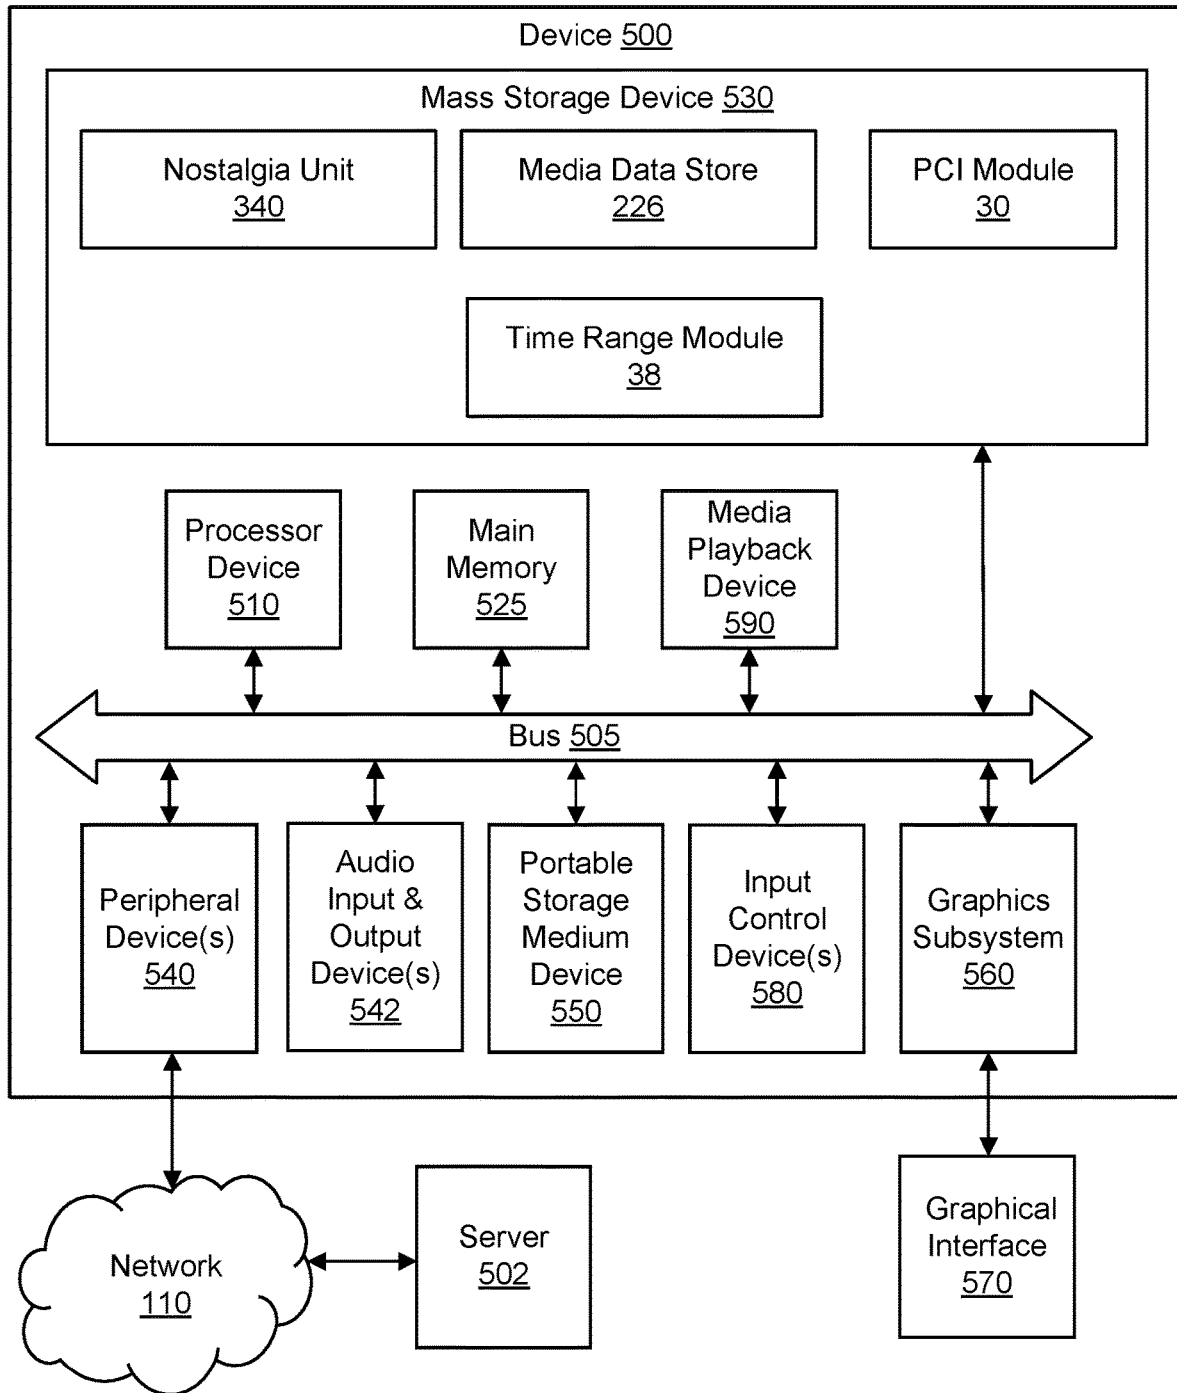 Device 500
Mass Storage Device 530
Nostalgia Unit
340
Media Data Store
226
PCI Module
30
Time Range Module
38
Processor
Device
510
Main
Memory
525
Media
Playback
Device
590
Bus 505
Peripheral
Device(s)
540
Audio
Input &
Output
Device(s)
542
Portable
Storage
Medium
Device
550
Input
Control
Device(s)
580
Graphics
Subsystem
560
Network
110
Server
502
Graphical
Interface
570